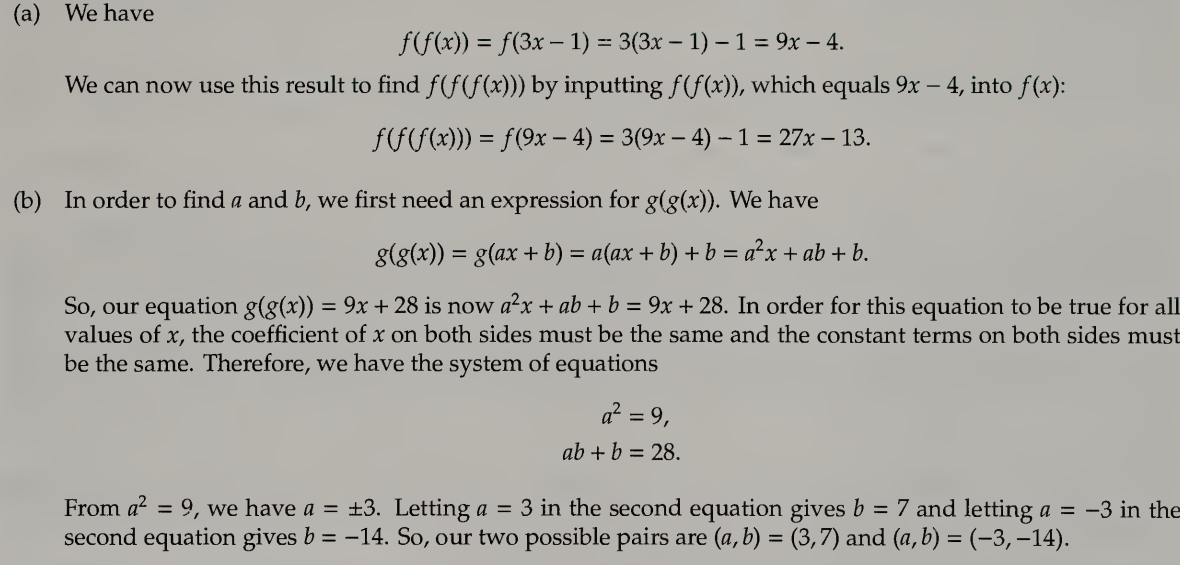 (a) We have
f(f(x)) = f(3x − 1) = 3(3x − 1) − 1 = 9x − 4.
We can now use this result to find f(f(f(x))) by inputting f(f(x)), which equals 9x − 4, into f(x):
f(f(f(x))) = f(9x − 4) = 3(9x − 4) − 1 = 27x − 13.
(b) In order to find a and b, we first need an expression for g(g(x)). We have
g(g(x)) = g(ax + b) = a(ax + b) + b = a²x + ab + b.
So, our equation g(g(x)) = 9x + 28 is now a²x + ab + b = 9x + 28. In order for this equation to be true for all
values of x, the coefficient of x on both sides must be the same and the constant terms on both sides must
be the same. Therefore, we have the system of equations
a² = 9,
ab + b = 28.
From a² = 9, we have a = ±3. Letting a = 3 in the second equation gives b = 7 and letting a = −3 in the
second equation gives b = −14. So, our two possible pairs are (a, b) = (3, 7) and (a, b) = (−3, −14).